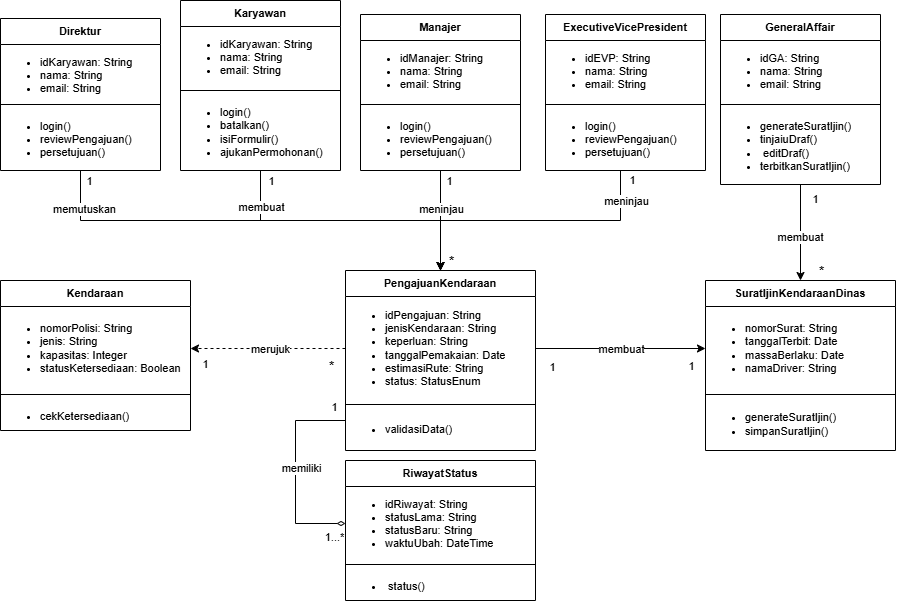 Direktur
idKaryawan: String
nama: String
email: String
login()
reviewPengajuan()
persetujuan()
Karyawan
idKaryawan: String
nama: String
email: String
login()
batalkan()
isiFormulir()
ajukanPermohonan()
Manajer
idManajer: String
nama: String
email: String
login()
reviewPengajuan()
persetujuan()
ExecutiveVicePresident
idEVP: String
nama: String
email: String
login()
reviewPengajuan()
persetujuan()
GeneralAffair
idGA: String
nama: String
email: String
generateSuratIjin()
tinjaiuDraf()
editDraf()
terbitkanSuratIjin()
1
memutuskan
1
membuat
1
meninjau
1
meninjau
1
membuat
*
*
Kendaraan
nomorPolisi: String
jenis: String
kapasitas: Integer
statusKetersediaan: Boolean
cekKetersediaan()
merujuk
1
*
PengajuanKendaraan
idPengajuan: String
jenisKendaraan: String
keperluan: String
tanggalPemakaian: Date
estimasiRute: String
status: StatusEnum
validasiData()
membuat
1
1
SuratIjinKendaraanDinas
nomorSurat: String
tanggalTerbit: Date
massaBerlaku: Date
namaDriver: String
generateSuratIjin()
simpanSuratIjin()
1
memiliki
1...*
RiwayatStatus
idRiwayat: String
statusLama: String
statusBaru: String
waktuUbah: DateTime
status()